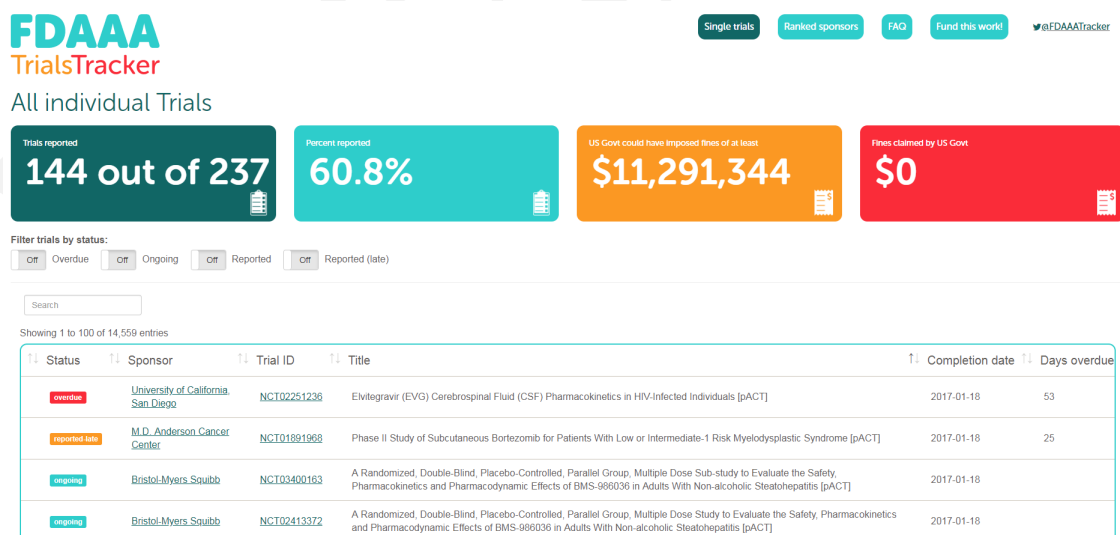 FDAAA
TrialsTracker
Single trials
Ranked sponsors
FAQ
Fund this work!
@FDAAATracker
All individual Trials
Trials reported
144 out of 237
Percent reported
60.8%
US Govt could have imposed fines of at least
$11,291,344
Fines claimed by US Govt
$0
Filter trials by status:
Off Overdue Off Ongoing Off Reported Off Reported (late)
Search
Showing 1 to 100 of 14,559 entries
Status Sponsor Trial ID Title Completion date Days overdue
overdue University of California, San Diego NCT02251236 Elvitegravir (EVG) Cerebrospinal Fluid (CSF) Pharmacokinetics in HIV-Infected Individuals [pACT] 2017-01-18 53
reported-late M.D. Anderson Cancer Center NCT01891968 Phase II Study of Subcutaneous Bortezomib for Patients With Low or Intermediate-1 Risk Myelodysplastic Syndrome [pACT] 2017-01-18 25
ongoing Bristol-Myers Squibb NCT03400163 A Randomized, Double-Blind, Placebo-Controlled, Parallel Group, Multiple Dose Sub-study to Evaluate the Safety,
Pharmacokinetics and Pharmacodynamic Effects of BMS-986036 in Adults With Non-alcoholic Steatohepatitis [pACT] 2017-01-18
ongoing Bristol-Myers Squibb NCT02413372 A Randomized, Double-Blind, Placebo-Controlled, Parallel Group, Multiple Dose Study to Evaluate the Safety, Pharmacokinetics
and Pharmacodynamic Effects of BMS-986036 in Adults With Non-alcoholic Steatohepatitis [pACT] 2017-01-18